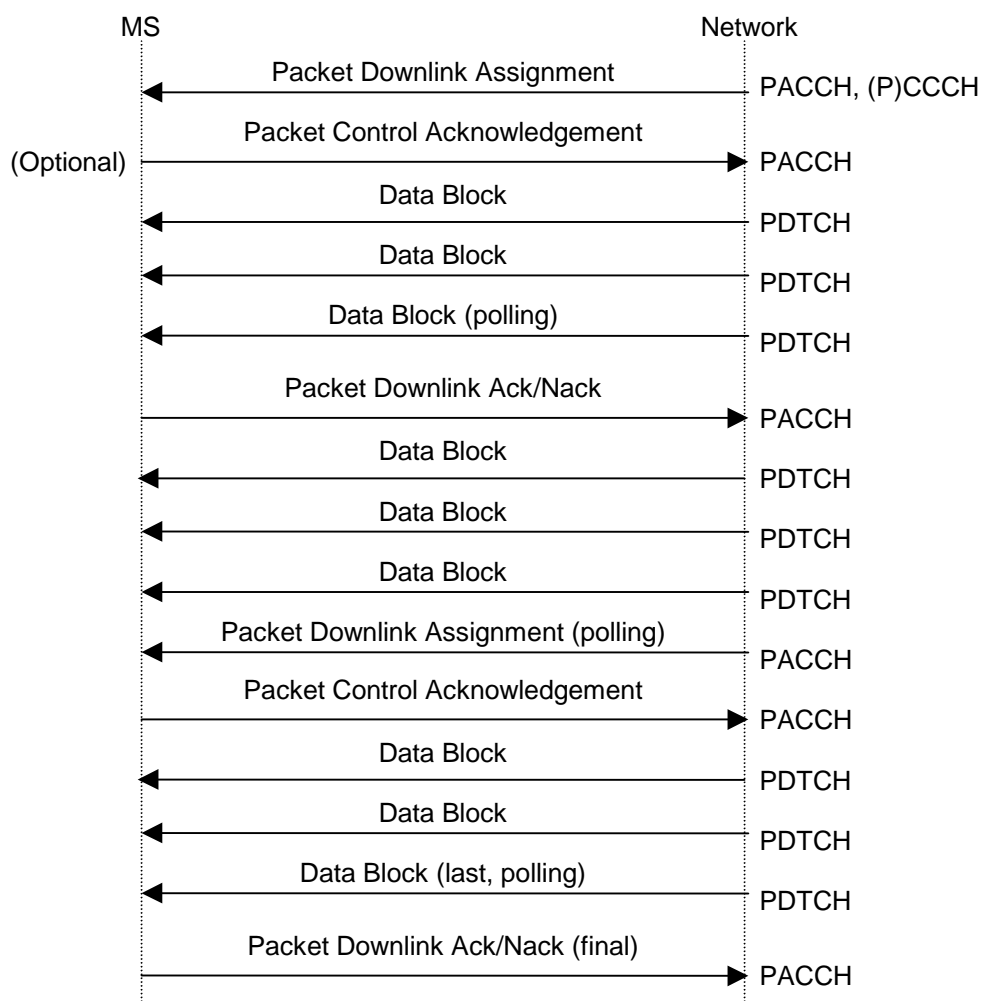 MS Network
Packet Downlink Assignment
PACCH, (P)CCCH
Packet Control Acknowledgement
(Optional) PACCH
Data Block
PDTCH
Data Block
PDTCH
Data Block (polling)
PDTCH
Packet Downlink Ack/Nack
PACCH
Data Block
PDTCH
Data Block
PDTCH
Data Block
PDTCH
Packet Downlink Assignment (polling)
PACCH
Packet Control Acknowledgement
PACCH
Data Block
PDTCH
Data Block
PDTCH
Data Block (last, polling)
PDTCH
Packet Downlink Ack/Nack (final)
PACCH